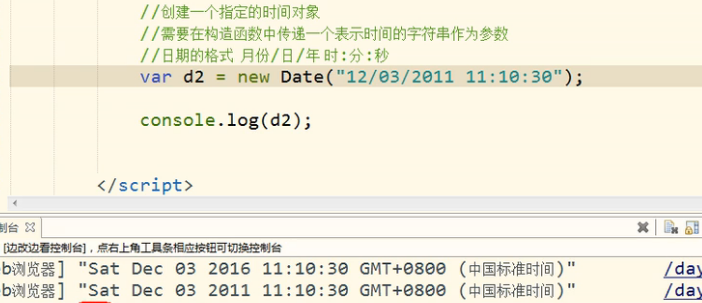 //创建一个指定的时间对象
//需要在构造函数中传递一个表示时间的字符串作为参数
//日期的格式 月份/日/年 时:分:秒
var d2 = new Date("12/03/2011 11:10:30");
console.log(d2);
</script>
制台
[边改边看控制台]，点右上角工具条相应按钮可切换控制台
b浏览器] "Sat Dec 03 2016 11:10:30 GMT+0800 (中国标准时间)" /day
b浏览器] "Sat Dec 03 2011 11:10:30 GMT+0800 (中国标准时间)" /day